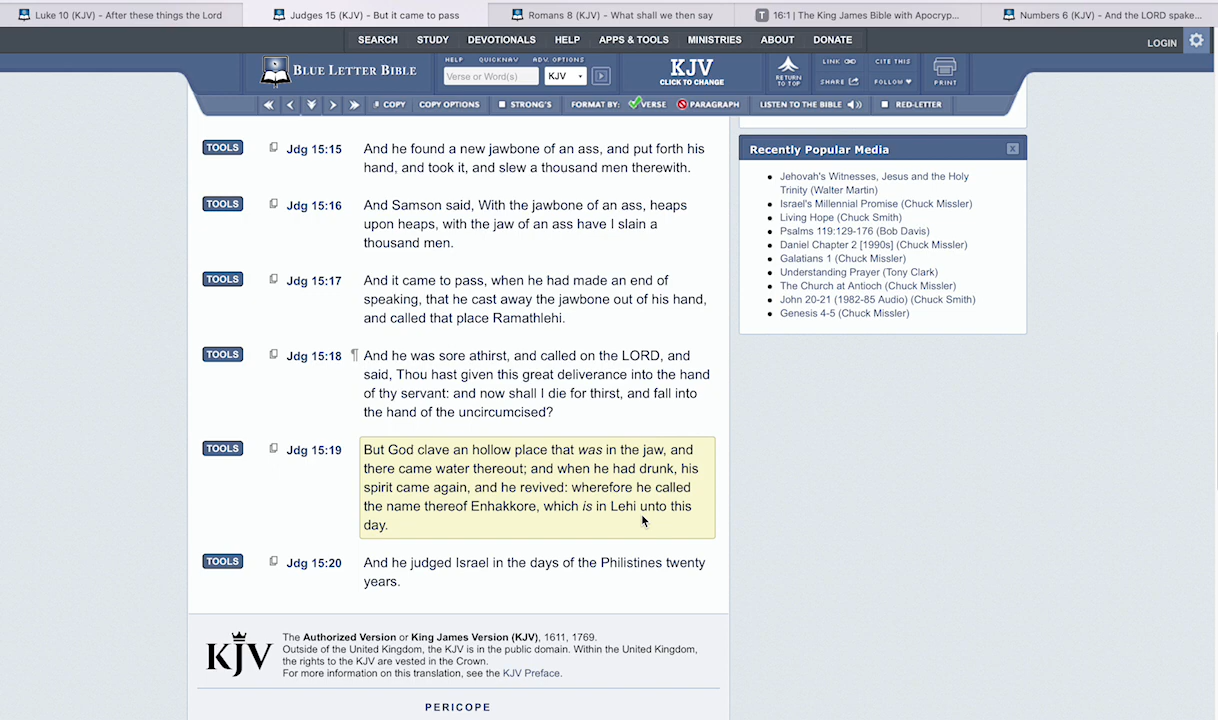 Luke 10 (KJV) - After these things the Lord
Judges 15 (KJV) - But it came to pass
Romans 8 (KJV) - What shall we then say
T 16:1 | The King James Bible with Apocryp...
Numbers 6 (KJV) - And the LORD spake...
SEARCH STUDY DEVOTIONALS HELP APPS & TOOLS MINISTRIES ABOUT DONATE
LOGIN
BLUE LETTER BIBLE
HELP QUICKNAV ADV. OPTIONS
Verse or Word(s) KJV
KJV
CLICK TO CHANGE
RETURN
TO TOP
LINK CITE THIS
SHARE FOLLOW
PRINT
COPY COPY OPTIONS STRONG'S FORMAT BY: VERSE PARAGRAPH LISTEN TO THE BIBLE RED-LETTER
TOOLS Jdg 15:15 And he found a new jawbone of an ass, and put forth his
hand, and took it, and slew a thousand men therewith.
TOOLS Jdg 15:16 And Samson said, With the jawbone of an ass, heaps
upon heaps, with the jaw of an ass have I slain a
thousand men.
TOOLS Jdg 15:17 And it came to pass, when he had made an end of
speaking, that he cast away the jawbone out of his hand,
and called that place Ramathlehi.
TOOLS Jdg 15:18 ¶ And he was sore athirst, and called on the LORD, and
said, Thou hast given this great deliverance into the hand
of thy servant: and now shall I die for thirst, and fall into
the hand of the uncircumcised?
TOOLS Jdg 15:19 But God clave an hollow place that was in the jaw, and
there came water thereout; and when he had drunk, his
spirit came again, and he revived: wherefore he called
the name thereof Enhakkore, which is in Lehi unto this
day.
TOOLS Jdg 15:20 And he judged Israel in the days of the Philistines twenty
years.
KJV
The Authorized Version or King James Version (KJV), 1611, 1769.
Outside of the United Kingdom, the KJV is in the public domain. Within the United Kingdom,
the rights to the KJV are vested in the Crown.
For more information on this translation, see the KJV Preface.
PERICOPE
Recently Popular Media x
Jehovah's Witnesses, Jesus and the Holy
Trinity (Walter Martin)
Israel's Millennial Promise (Chuck Missler)
Living Hope (Chuck Smith)
Psalms 119:129-176 (Bob Davis)
Daniel Chapter 2 [1990s] (Chuck Missler)
Galatians 1 (Chuck Missler)
Understanding Prayer (Tony Clark)
The Church at Antioch (Chuck Missler)
John 20-21 (1982-85 Audio) (Chuck Smith)
Genesis 4-5 (Chuck Missler)